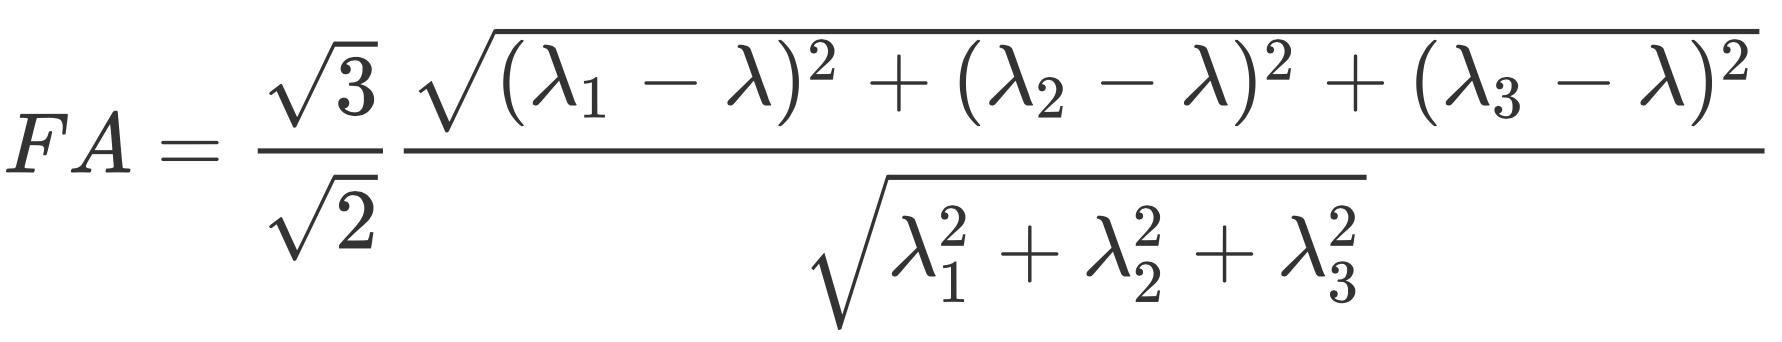 FA = \frac{\sqrt{3}}{\sqrt{2}} \frac{\sqrt{(\lambda_1 - \lambda)^2 + (\lambda_2 - \lambda)^2 + (\lambda_3 - \lambda)^2}}{\sqrt{\lambda_1^2 + \lambda_2^2 + \lambda_3^2}}